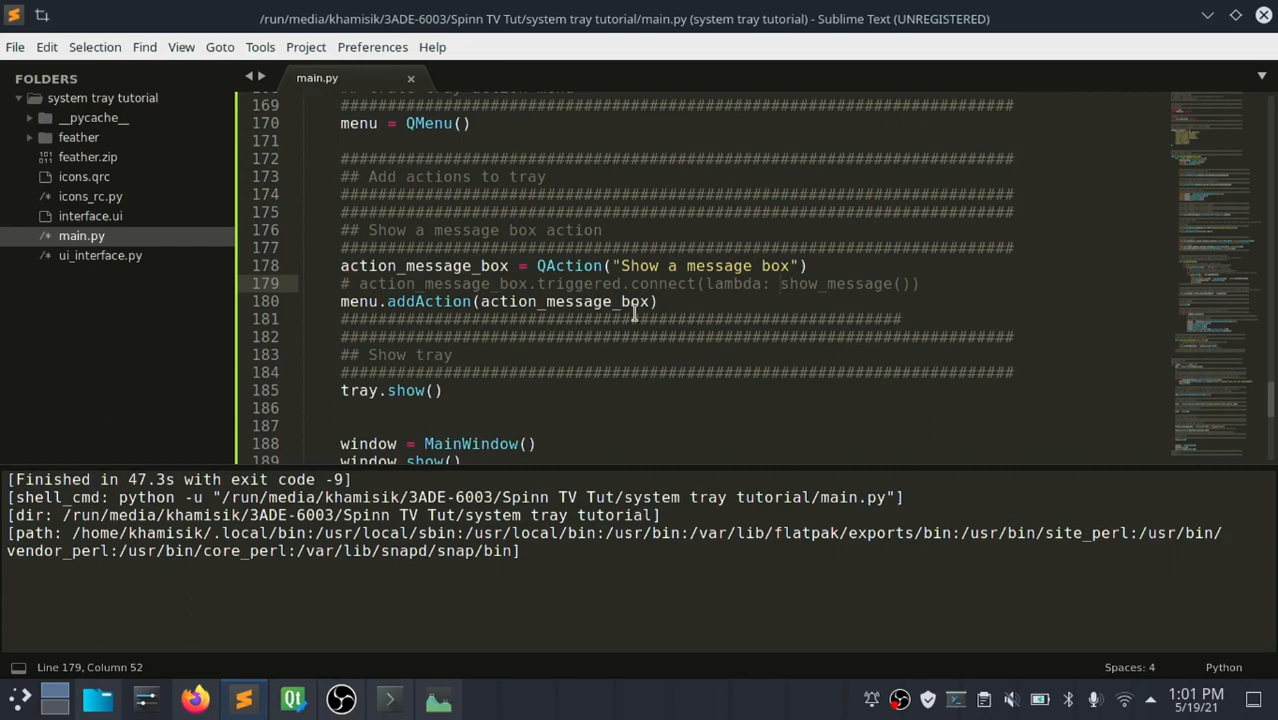 /run/media/khamisik/3ADE-6003/Spinn TV Tut/system tray tutorial/main.py (system tray tutorial) - Sublime Text (UNREGISTERED)
File Edit Selection Find View Goto Tools Project Preferences Help
FOLDERS
system tray tutorial
__pycache__
feather
feather.zip
icons.qrc
/* icons_rc.py
interface.ui
/* main.py
/* ui_interface.py
main.py
169 ########################################################################
170 menu = QMenu()
171
172 ########################################################################
173 ## Add actions to tray
174 ########################################################################
175 ########################################################################
176 ## Show a message box action
177 ########################################################################
178 action_message_box = QAction("Show a message box")
179 # action_message_box.triggered.connect(lambda: show_message())
180 menu.addAction(action_message_box)
181 ############################################################
182 ########################################################################
183 ## Show tray
184 ########################################################################
185 tray.show()
186
187
188 window = MainWindow()
189 window.show()
[Finished in 47.3s with exit code -9]
[shell_cmd: python -u "/run/media/khamisik/3ADE-6003/Spinn TV Tut/system tray tutorial/main.py"]
[dir: /run/media/khamisik/3ADE-6003/Spinn TV Tut/system tray tutorial]
[path: /home/khamisik/.local/bin:/usr/local/sbin:/usr/local/bin:/usr/bin:/var/lib/flatpak/exports/bin:/usr/bin/site_perl:/usr/bin/
vendor_perl:/usr/bin/core_perl:/var/lib/snapd/snap/bin]
Line 179, Column 52
Spaces: 4
Python
1:01 PM
5/19/21